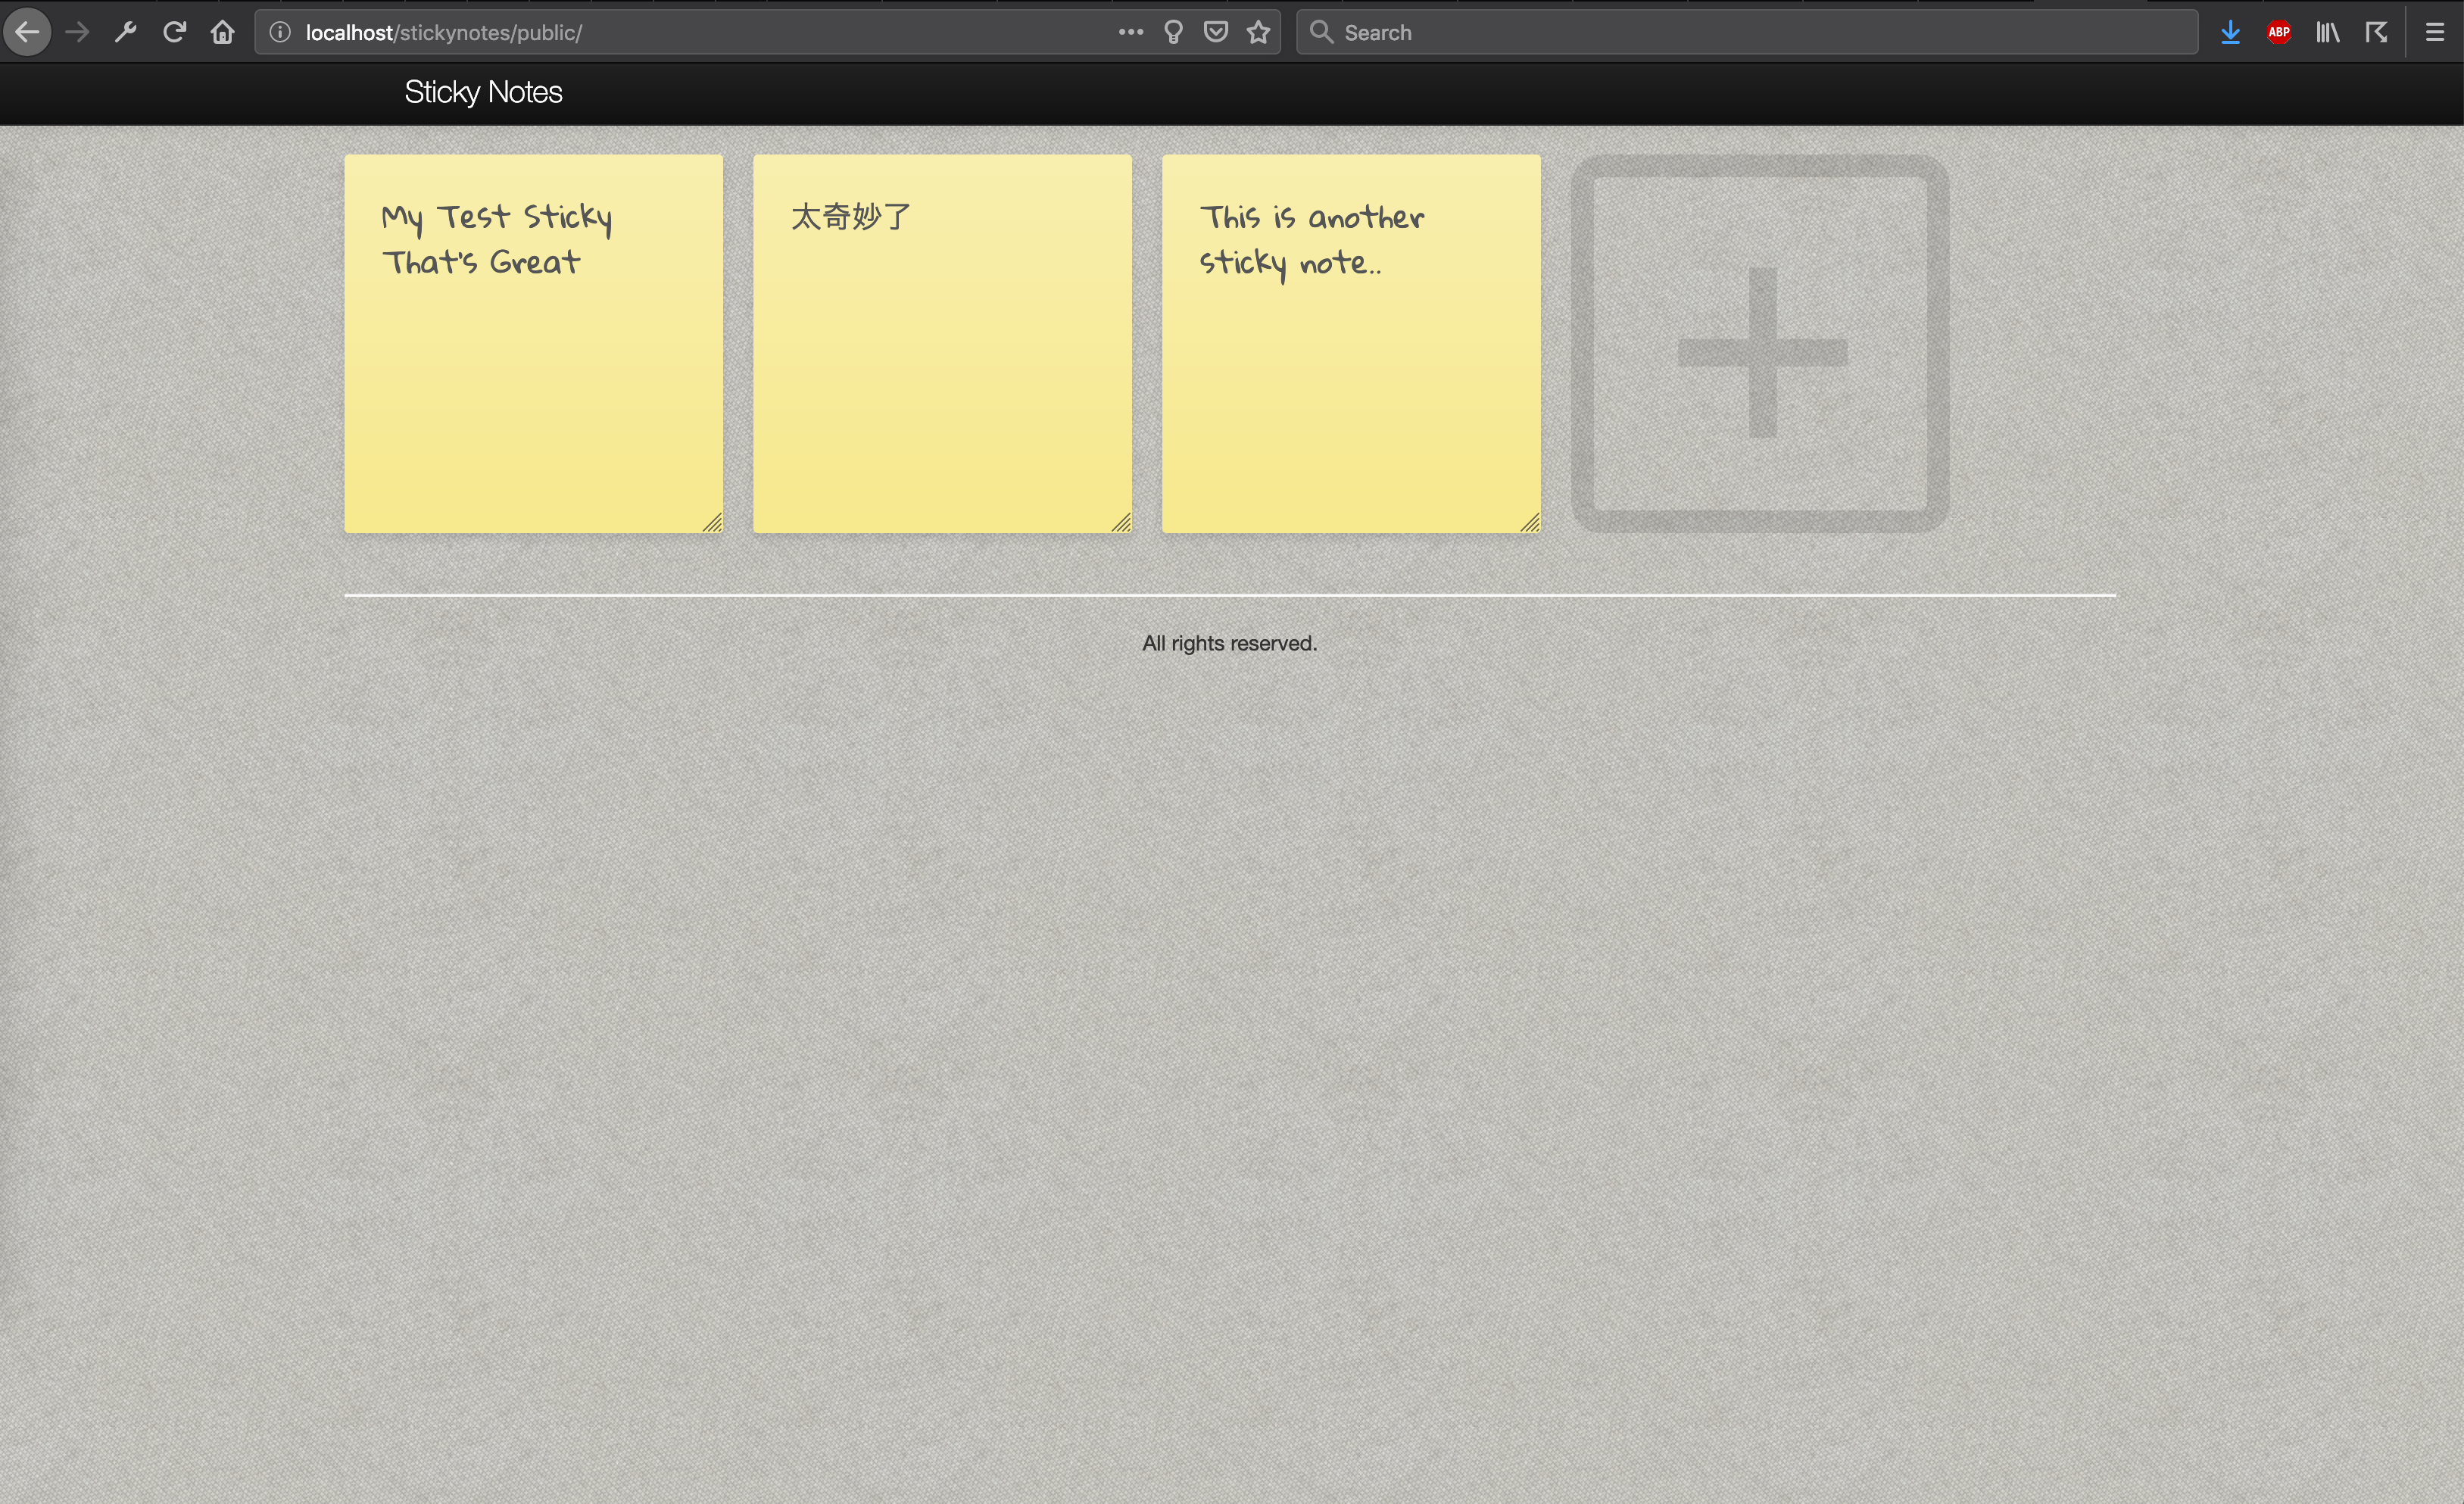 localhost/stickynotes/public/
Search
ABP
Sticky Notes
My Test Sticky
That's Great
太奇妙了
This is another
sticky note..
All rights reserved.